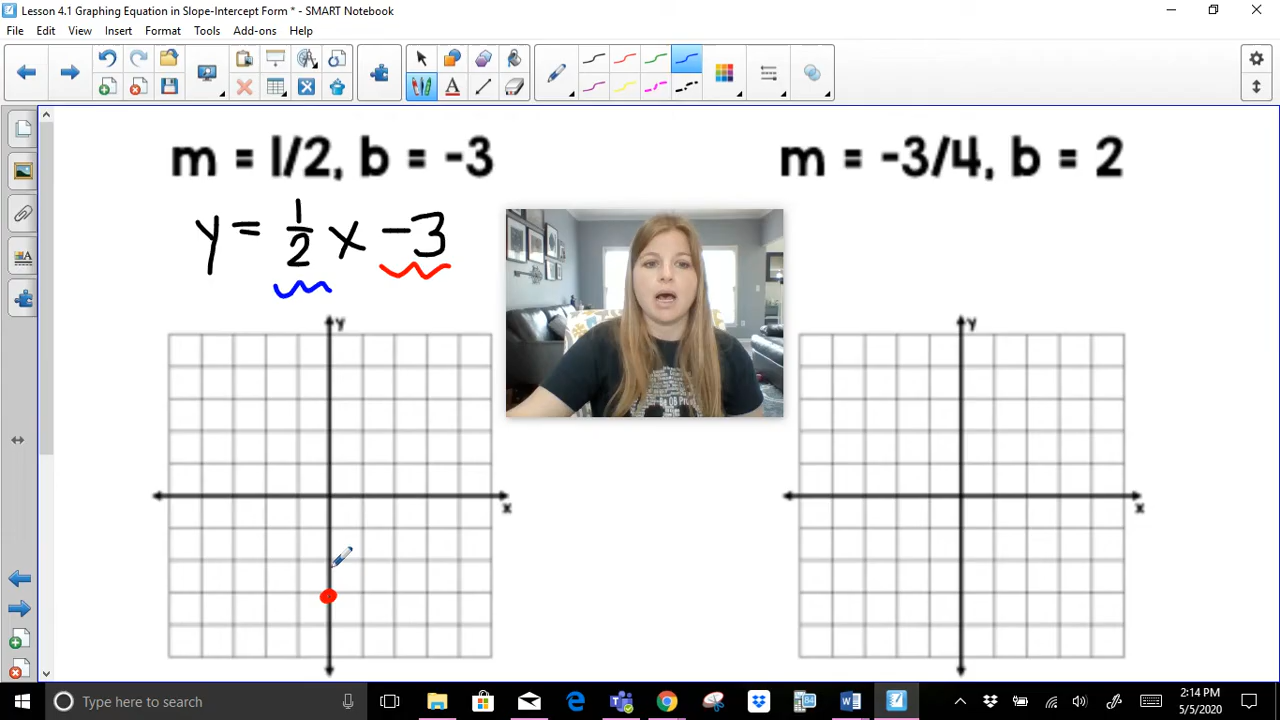 Lesson 4.1 Graphing Equation in Slope-Intercept Form * - SMART Notebook
File Edit View Insert Format Tools Add-ons Help
m = 1/2, b = -3
m = -3/4, b = 2
y = 1/2 x - 3
y
y
x
x
Type here to search
2:14 PM
5/5/2020